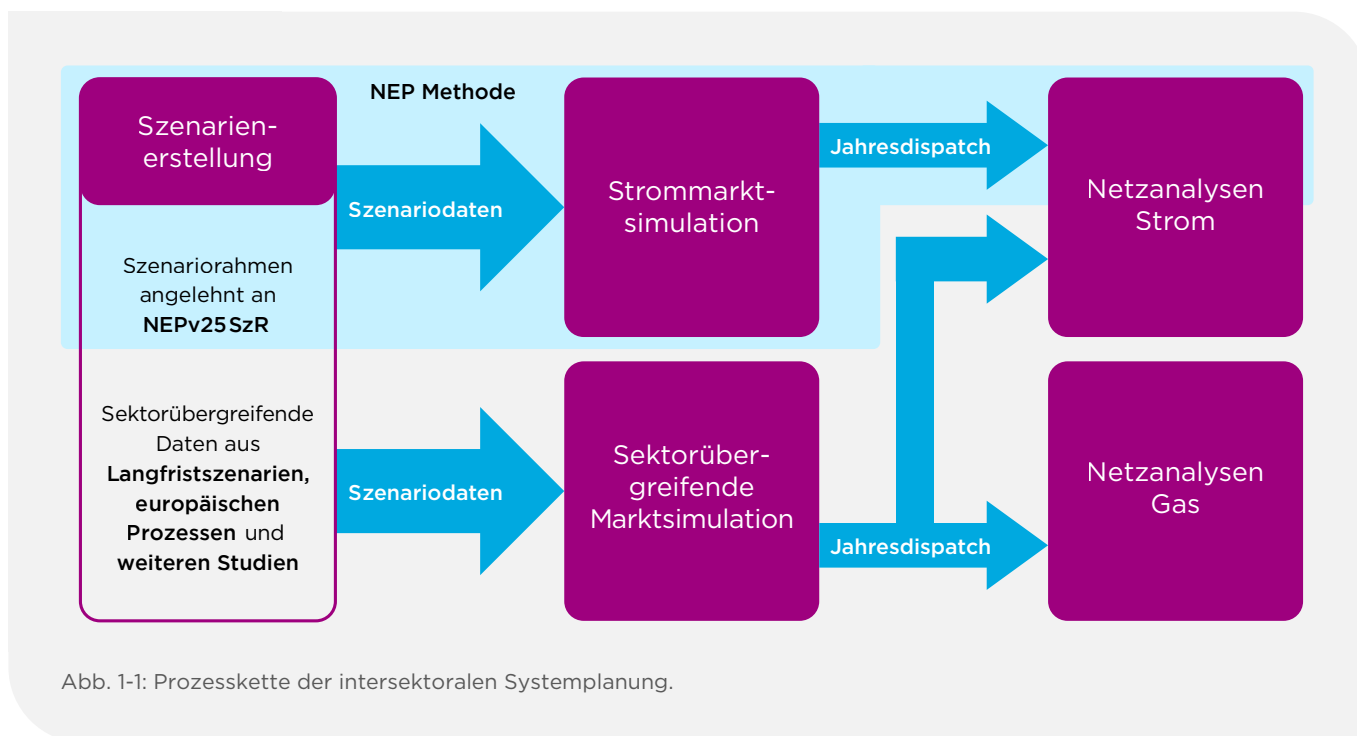 NEP Methode
Szenarien-
erstellung
Szenariorahmen
angelehnt an
NEPv25 SzR
Sektorübergreifende
Daten aus
Langfristszenarien,
europäischen
Prozessen und
weiteren Studien
Szenariodaten
Strommarkt-
simulation
Jahresdispatch
Netzanalysen
Strom
Szenariodaten
Sektorüber-
greifende
Marktsimulation
Jahresdispatch
Netzanalysen
Gas
Abb. 1-1: Prozesskette der intersektoralen Systemplanung.